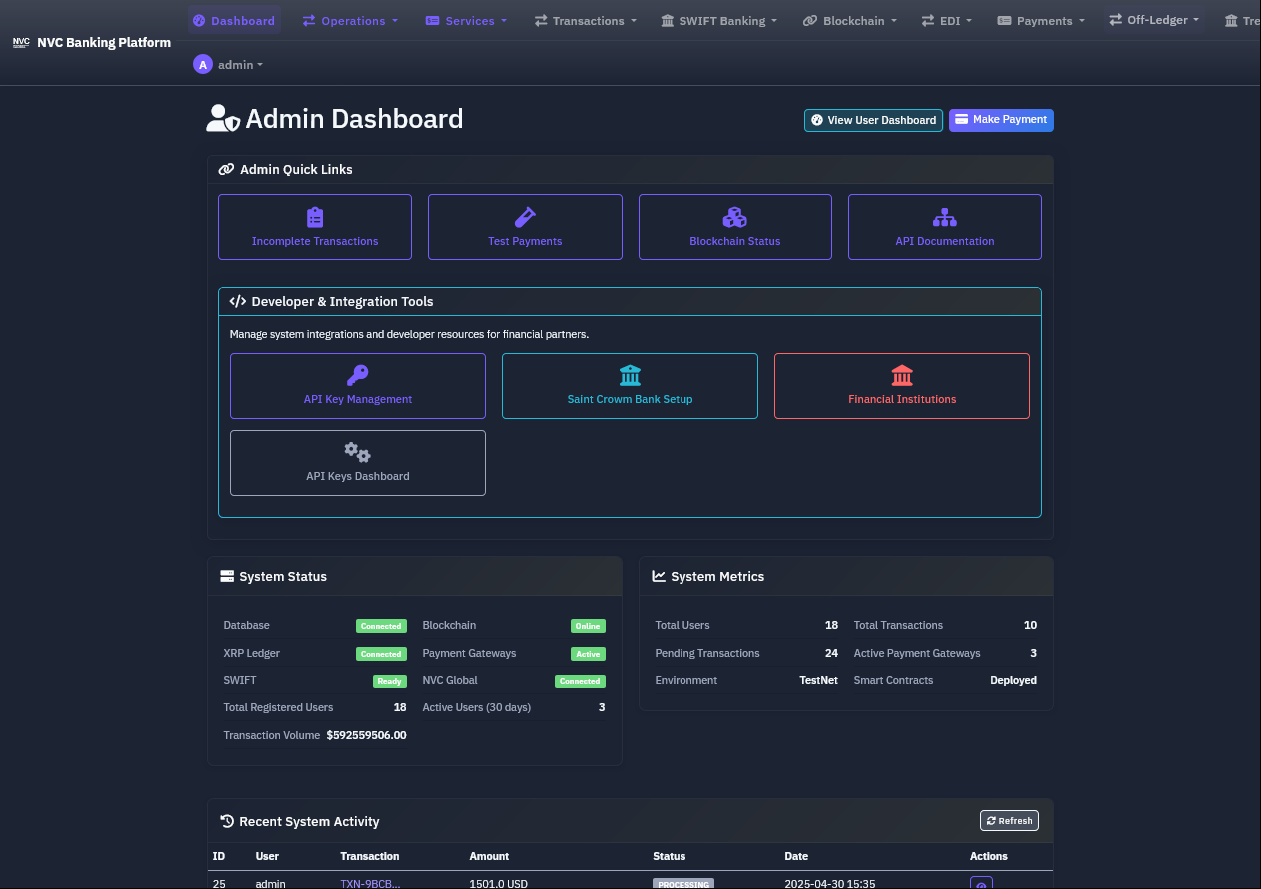 Dashboard Operations Services Transactions SWIFT Banking Blockchain EDI Payments Off-Ledger Tre
NVC NVC Banking Platform
A admin
Admin Dashboard
View User Dashboard Make Payment
Admin Quick Links
Incomplete Transactions Test Payments Blockchain Status API Documentation
</> Developer & Integration Tools
Manage system integrations and developer resources for financial partners.
API Key Management Saint Crowm Bank Setup Financial Institutions
API Keys Dashboard
System Status
Database Connected Blockchain Online
XRP Ledger Connected Payment Gateways Active
SWIFT Ready NVC Global Connected
Total Registered Users 18 Active Users (30 days) 3
Transaction Volume $592559506.00
System Metrics
Total Users 18 Total Transactions 10
Pending Transactions 24 Active Payment Gateways 3
Environment TestNet Smart Contracts Deployed
Recent System Activity Refresh
ID User Transaction Amount Status Date Actions
25 admin TXN-9BCB... 1501.0 USD PROCESSING 2025-04-30 15:35